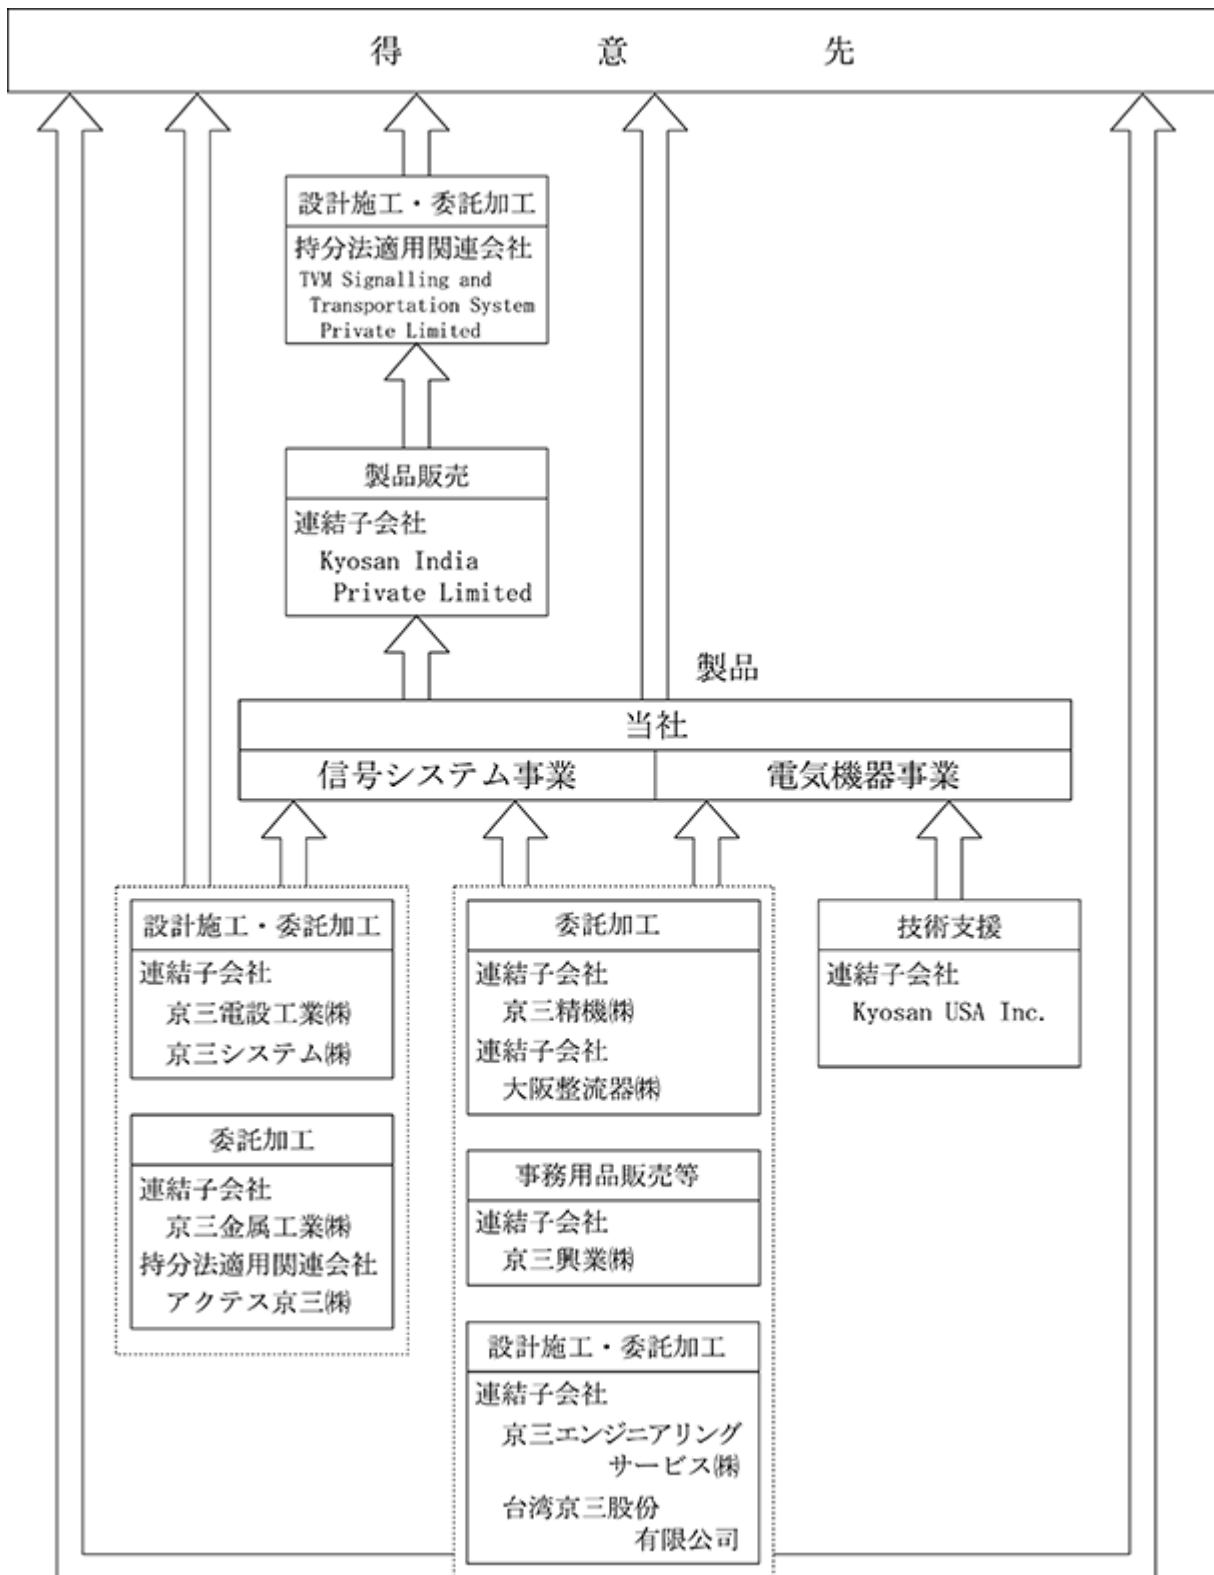 得意先
設計施工・委託加工
持分法適用関連会社
TVM Signalling and
Transportation System
Private Limited
製品販売
連結子会社
Kyosan India
Private Limited
製品
当社
信号システム事業
電気機器事業
設計施工・委託加工
連結子会社
京三電設工業㈱
京三システム㈱
委託加工
連結子会社
京三金属工業㈱
持分法適用関連会社
アクテス京三㈱
委託加工
連結子会社
京三精機㈱
連結子会社
大阪整流器㈱
事務用品販売等
連結子会社
京三興業㈱
設計施工・委託加工
連結子会社
京三エンジニアリング
サービス㈱
台湾京三股份
有限公司
技術支援
連結子会社
Kyosan USA Inc.